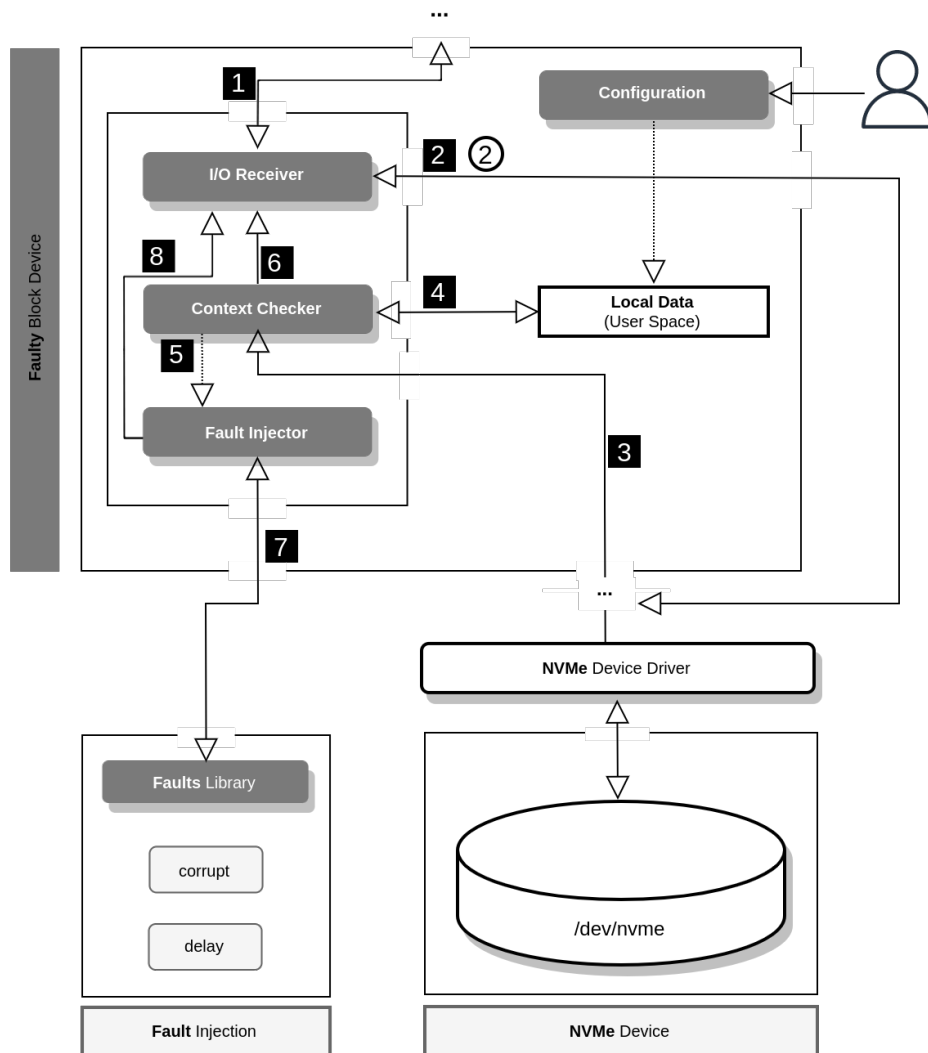 ...
1
Configuration
2
2
I/O Receiver
8
6
Faulty Block Device
4
Context Checker
Local Data
(User Space)
5
Fault Injector
3
7
...
NVMe Device Driver
Faults Library
corrupt
delay
/dev/nvme
Fault Injection
NVMe Device